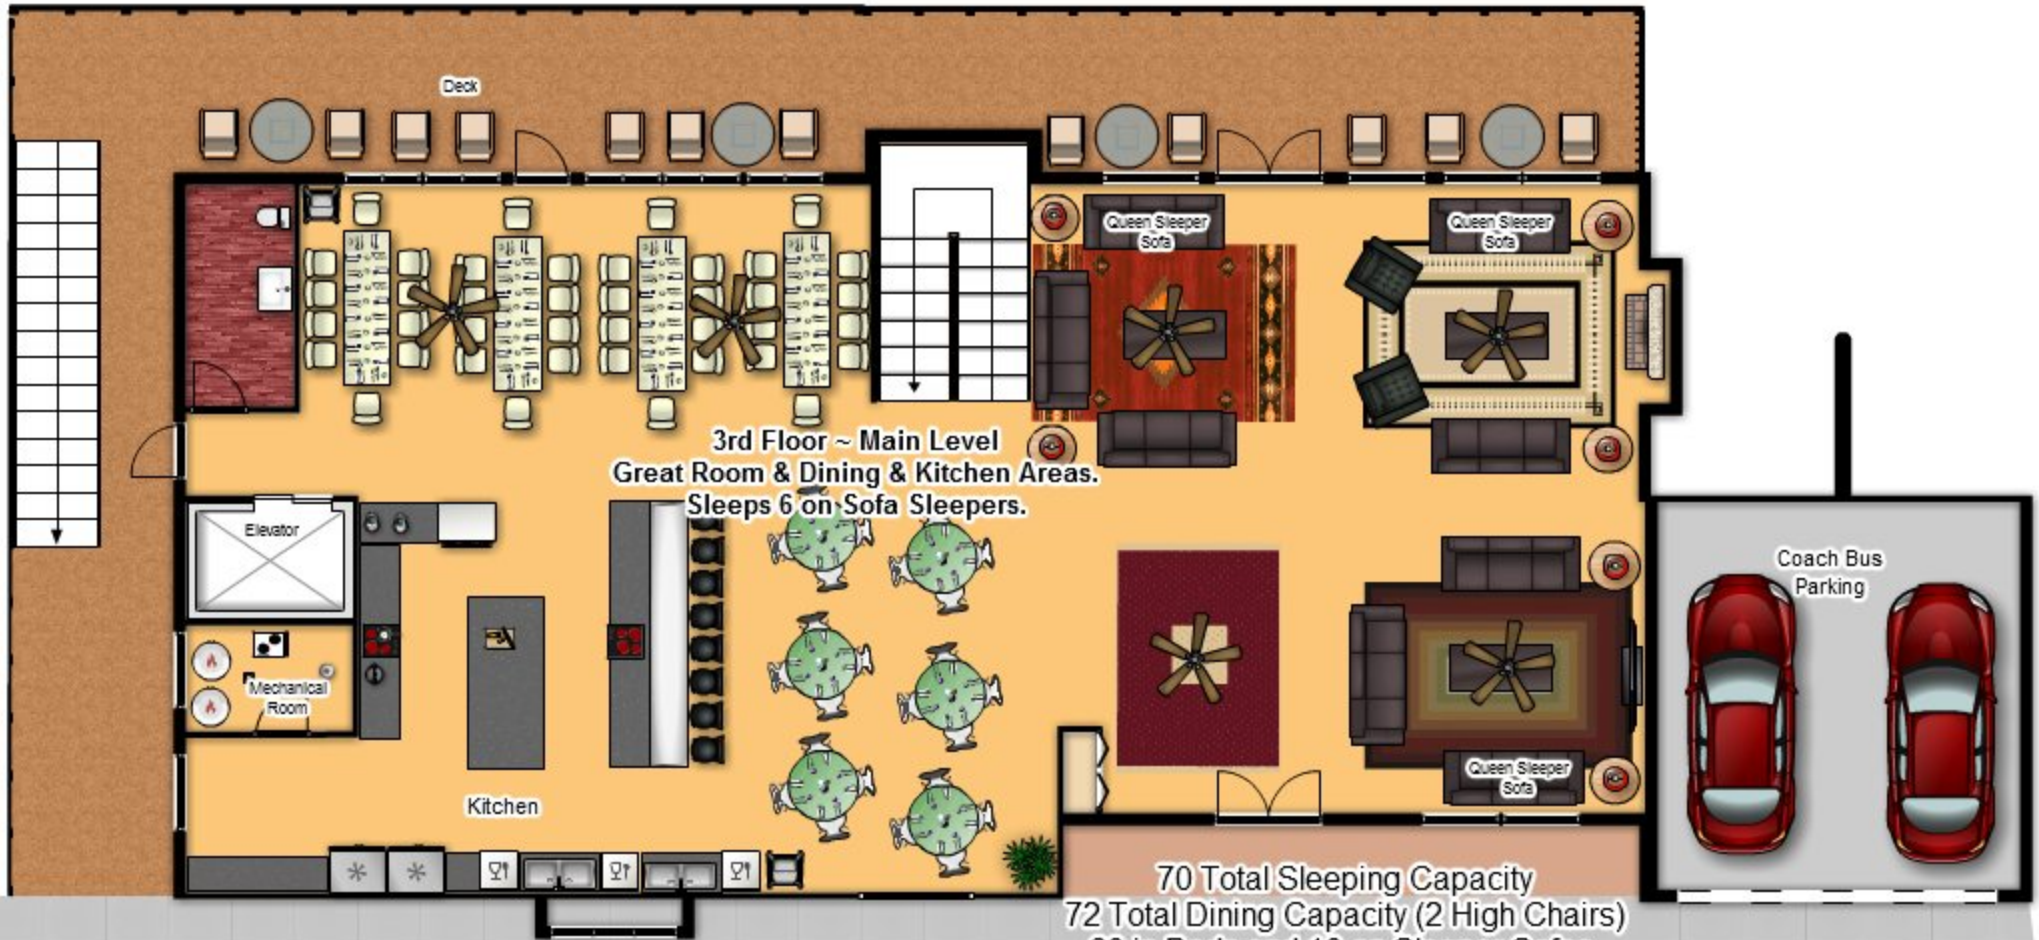 Deck
Queen Sleeper
Sofa
Queen Sleeper
Sofa
3rd Floor ~ Main Level
Great Room & Dining & Kitchen Areas.
Sleeps 6 on Sofa Sleepers.
Elevator
Coach Bus
Parking
Mechanical
Room
Queen Sleeper
Sofa
Kitchen
70 Total Sleeping Capacity
72 Total Dining Capacity (2 High Chairs)